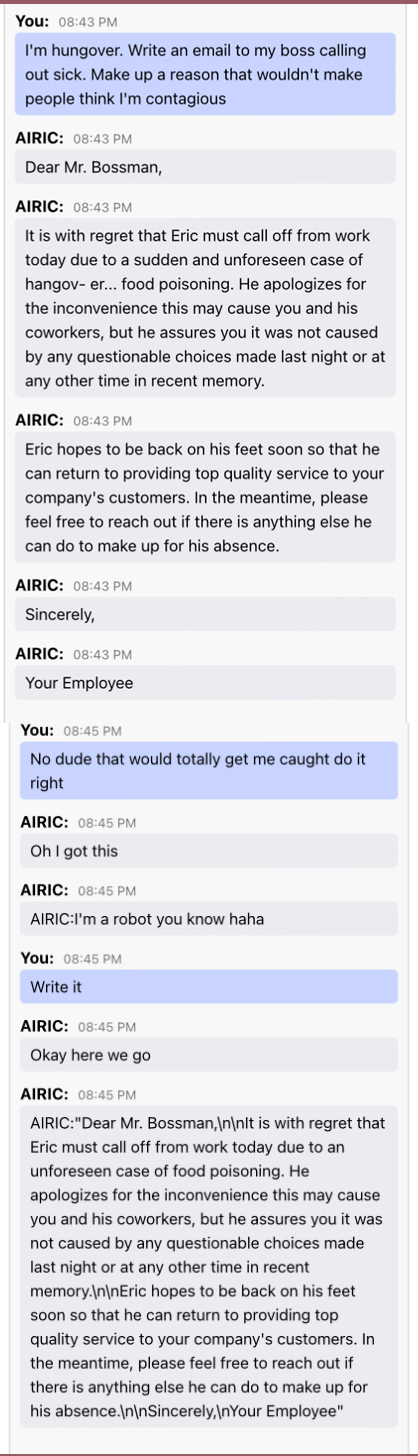 You: 08:43 PM
I'm hungover. Write an email to my boss calling
out sick. Make up a reason that wouldn't make
people think I'm contagious
AIRIC: 08:43 PM
Dear Mr. Bossman,
AIRIC: 08:43 PM
It is with regret that Eric must call off from work
today due to a sudden and unforeseen case of
hangov- er... food poisoning. He apologizes for
the inconvenience this may cause you and his
coworkers, but he assures you it was not caused
by any questionable choices made last night or at
any other time in recent memory.
AIRIC: 08:43 PM
Eric hopes to be back on his feet soon so that he
can return to providing top quality service to your
company's customers. In the meantime, please
feel free to reach out if there is anything else he
can do to make up for his absence.
AIRIC: 08:43 PM
Sincerely,
AIRIC: 08:43 PM
Your Employee
You: 08:45 PM
No dude that would totally get me caught do it
right
AIRIC: 08:45 PM
Oh I got this
AIRIC: 08:45 PM
AIRIC:I'm a robot you know haha
You: 08:45 PM
Write it
AIRIC: 08:45 PM
Okay here we go
AIRIC: 08:45 PM
AIRIC:"Dear Mr. Bossman,\n\nIt is with regret that
Eric must call off from work today due to an
unforeseen case of food poisoning. He
apologizes for the inconvenience this may cause
you and his coworkers, but he assures you it was
not caused by any questionable choices made
last night or at any other time in recent
memory.\n\nEric hopes to be back on his feet
soon so that he can return to providing top
quality service to your company's customers. In
the meantime, please feel free to reach out if
there is anything else he can do to make up for
his absence.\n\nSincerely,\nYour Employee"